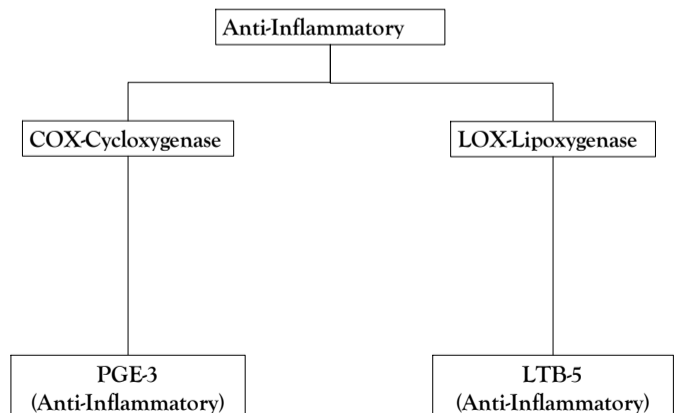 Anti-Inflammatory
COX-Cycloxygenase
LOX-Lipoxygenase
PGE-3
(Anti-Inflammatory)
LTB-5
(Anti-Inflammatory)